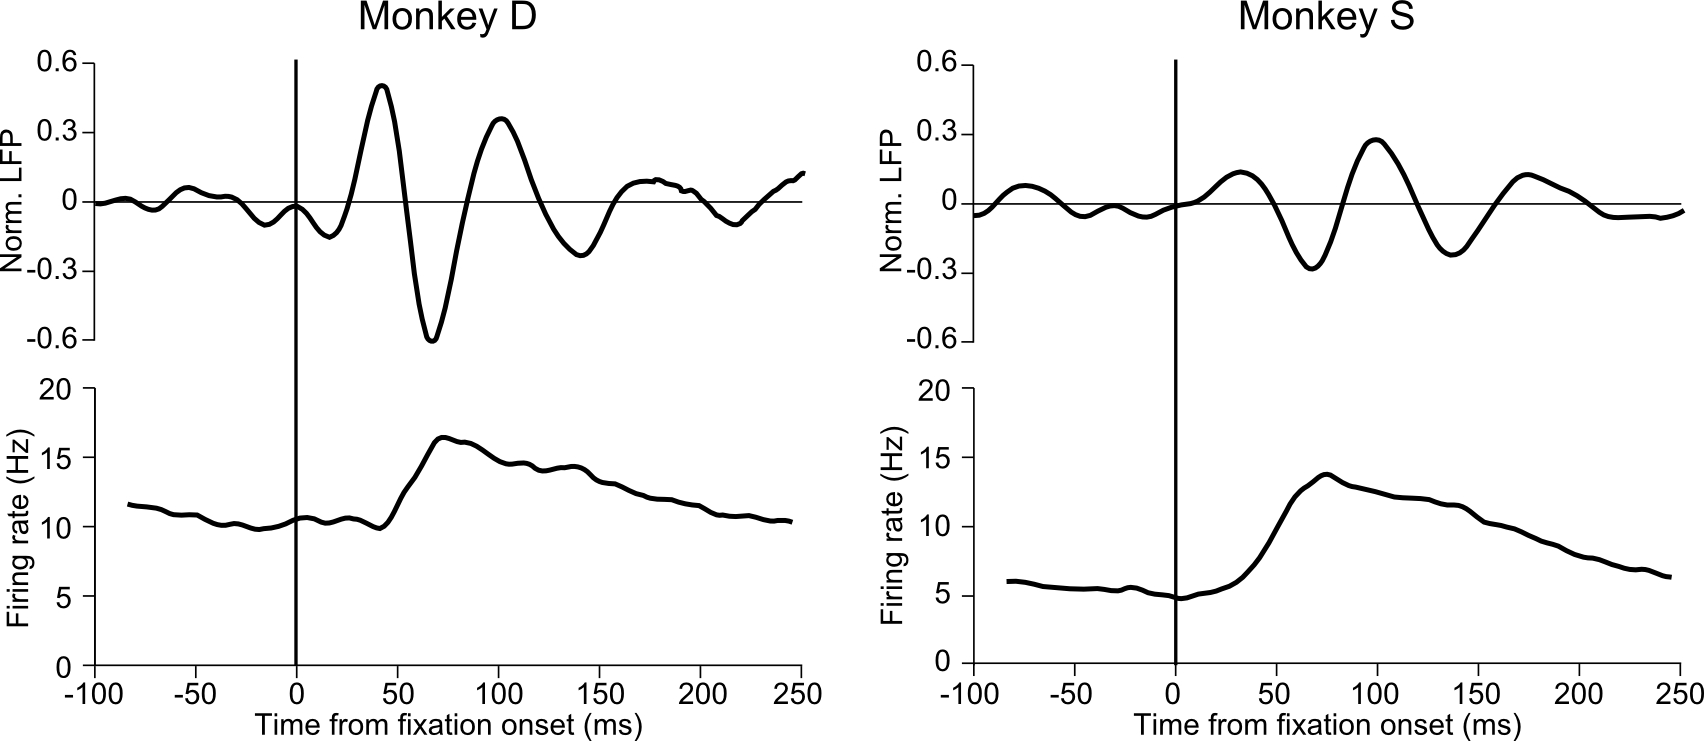 Monkey D
0.6
0.3
0
-0.3
-0.6
Norm. LFP
20
15
10
5
0
Firing rate (Hz)
-100 -50 0 50 100 150 200 250
Time from fixation onset (ms)
Monkey S
0.6
0.3
0
-0.3
-0.6
Norm. LFP
20
15
10
5
0
Firing rate (Hz)
-100 -50 0 50 100 150 200 250
Time from fixation onset (ms)